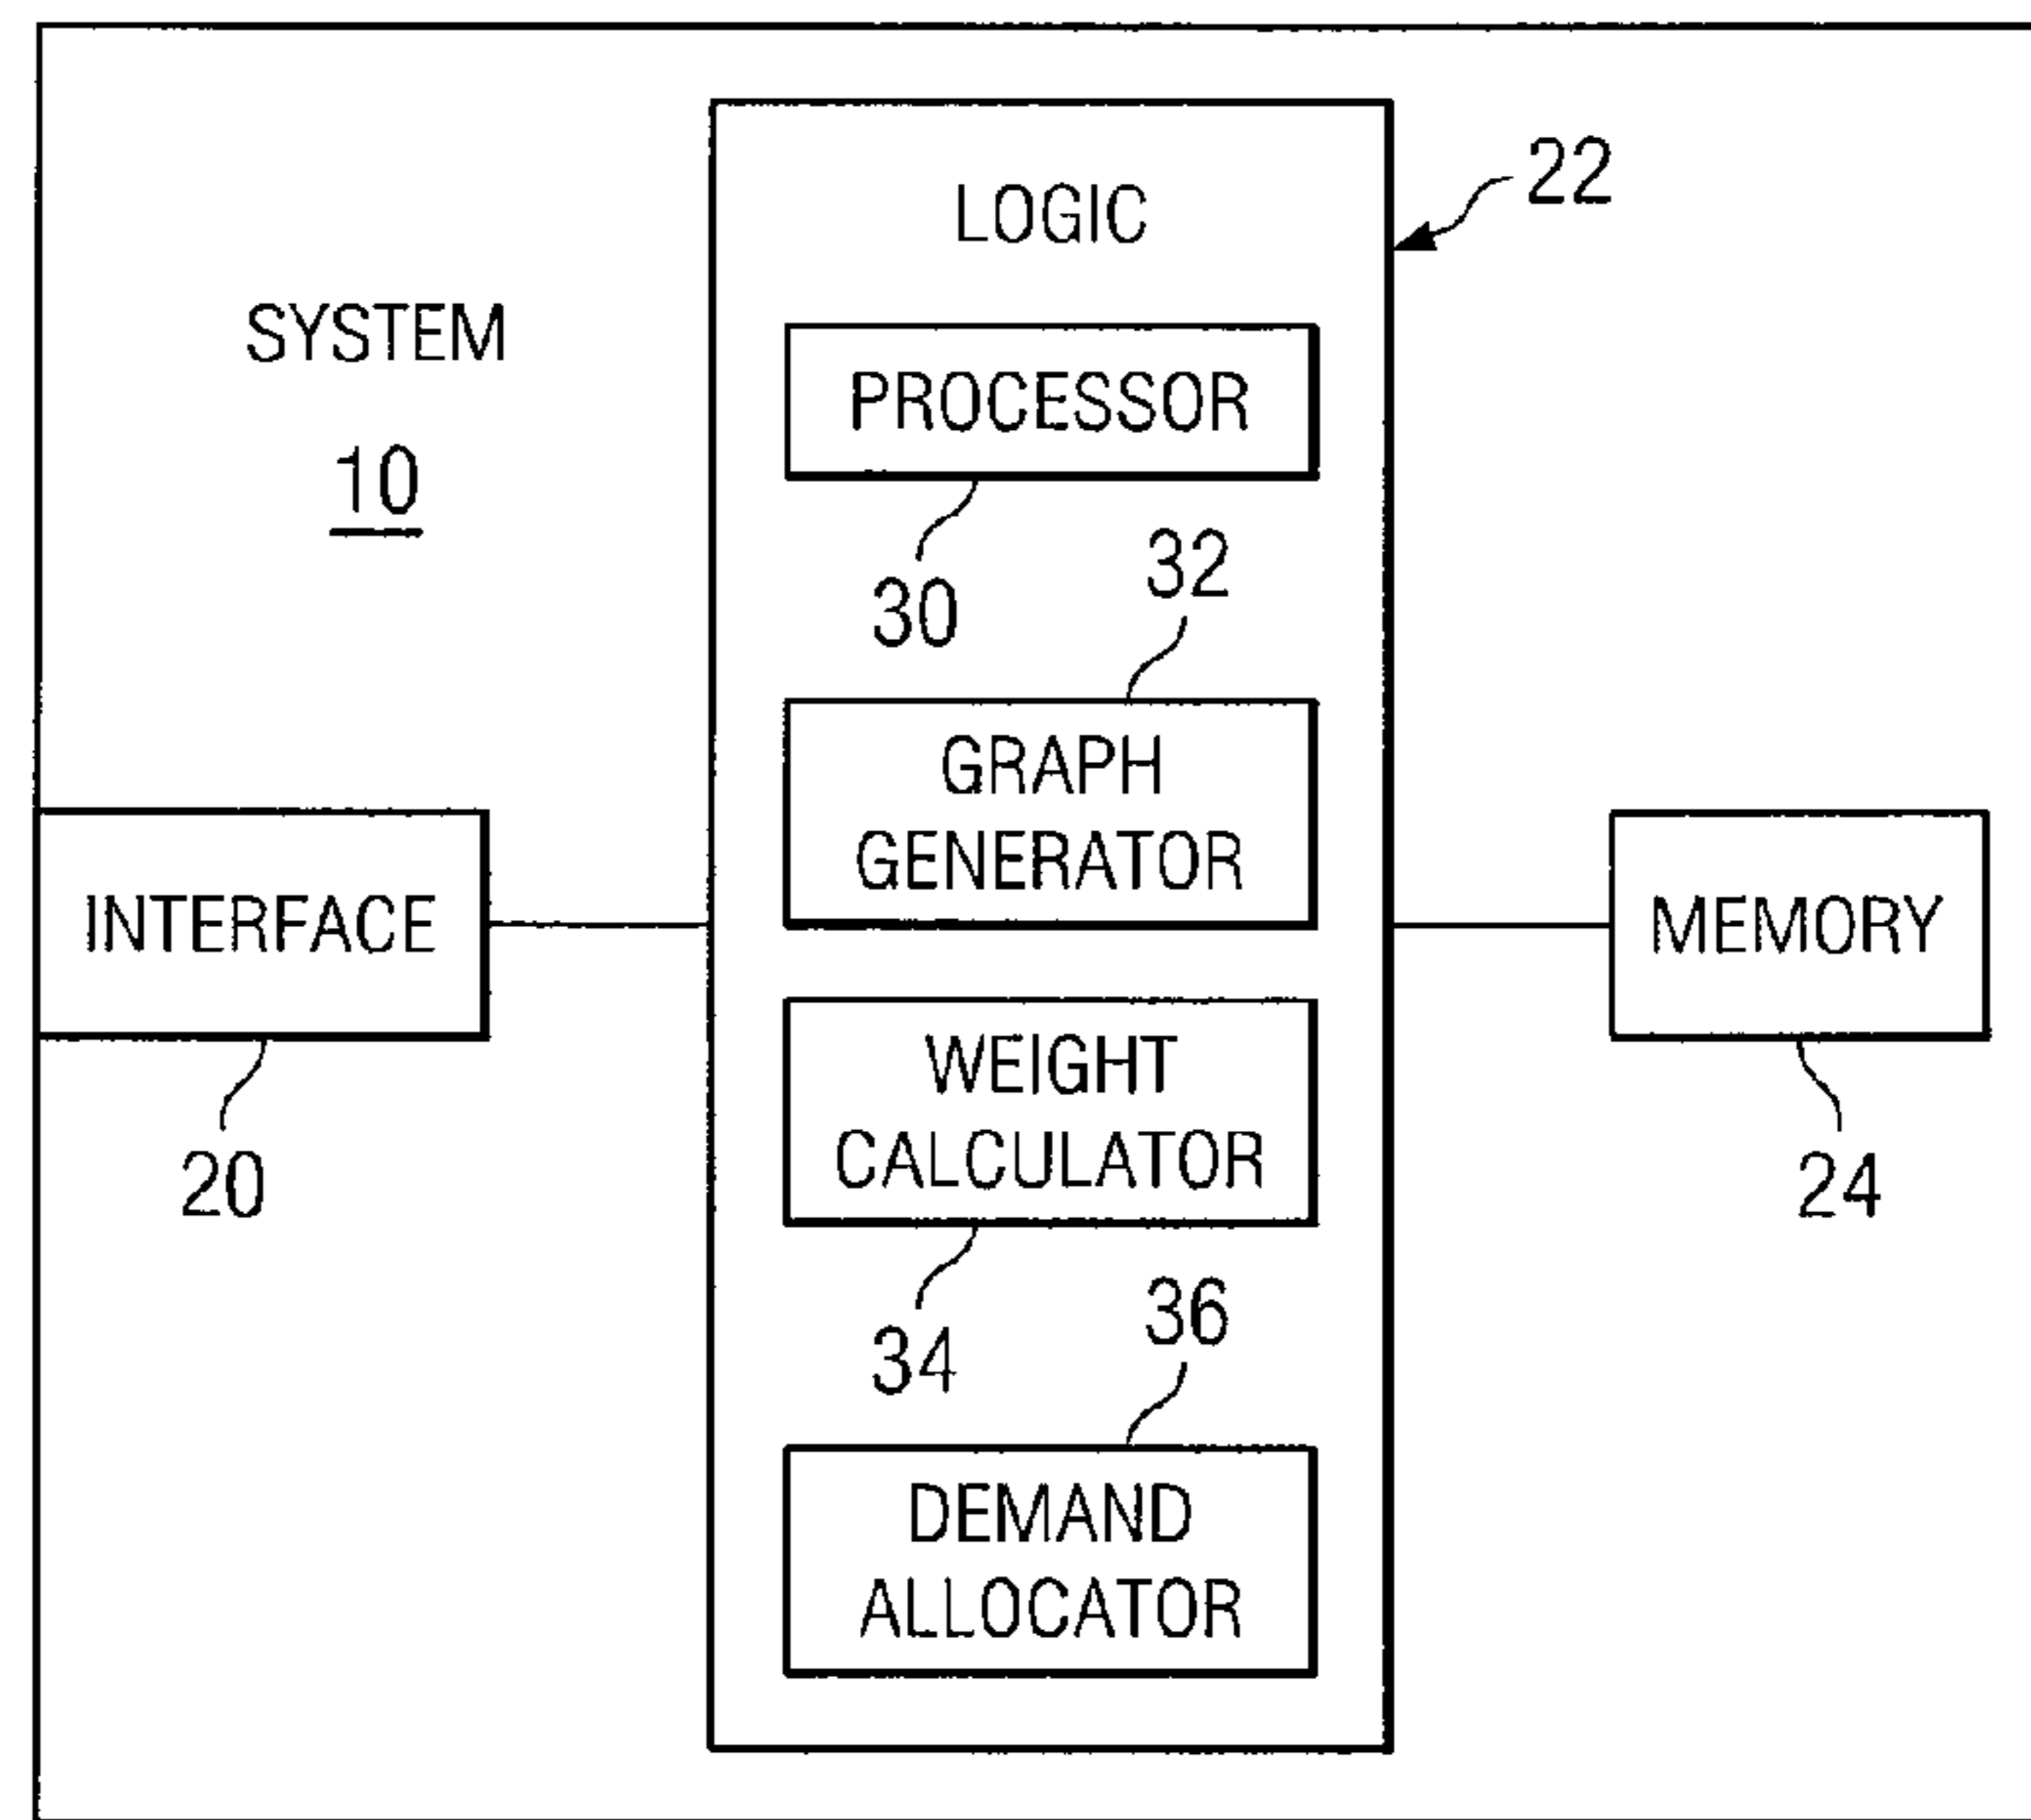 LOGIC
22
SYSTEM
10
PROCESSOR
30
32
GRAPH
GENERATOR
INTERFACE
20
MEMORY
24
WEIGHT
CALCULATOR
34
36
DEMAND
ALLOCATOR